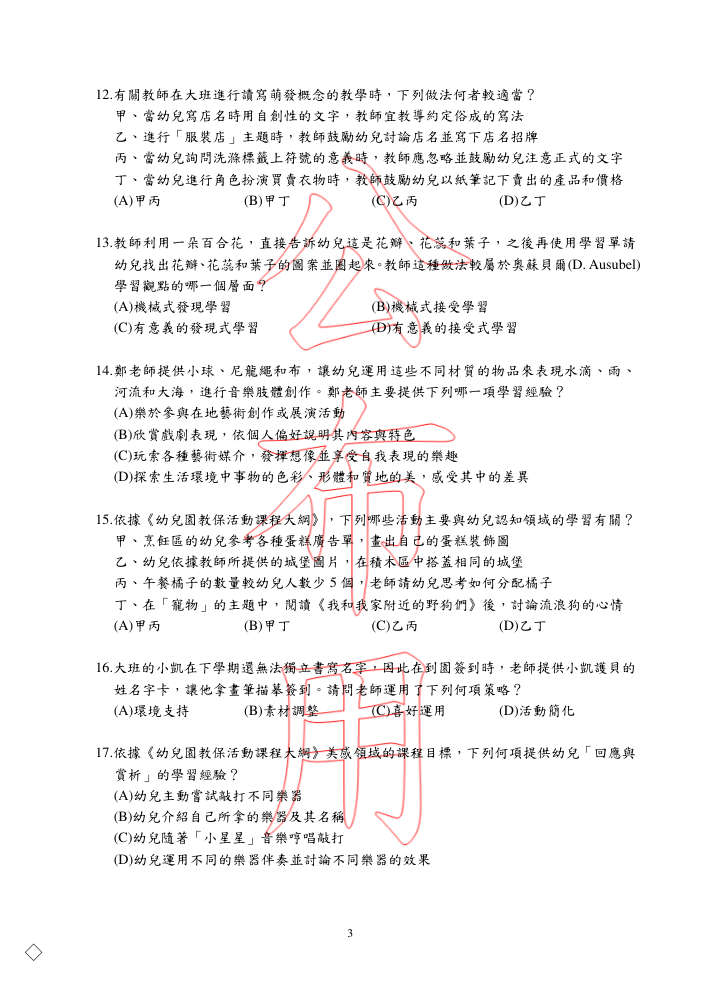 12.有關教師在大班進行讀寫萌發概念的教學時，下列做法何者較適當？
甲、當幼兒寫店名時用自創性的文字，教師宜教導約定俗成的寫法
乙、進行「服裝店」主題時，教師鼓勵幼兒討論店名並寫下店名招牌
丙、當幼兒詢問洗滌標籤上符號的意義時，教師應忽略並鼓勵幼兒注意正式的文字
丁、當幼兒進行角色扮演買賣衣物時，教師鼓勵幼兒以紙筆記下賣出的產品和價格
(A)甲丙 (B)甲丁 (C)乙丙 (D)乙丁
13.教師利用一朵百合花，直接告訴幼兒這是花瓣、花蕊和葉子，之後再使用學習單請
幼兒找出花瓣、花蕊和葉子的圖案並圈起來。教師這種做法較屬於奧蘇貝爾(D. Ausubel)
學習觀點的哪一個層面？
(A)機械式發現學習 (B)機械式接受學習
(C)有意義的發現式學習 (D)有意義的接受式學習
14.鄭老師提供小球、尼龍繩和布，讓幼兒運用這些不同材質的物品來表現水滴、雨、
河流和大海，進行音樂肢體創作。鄭老師主要提供下列哪一項學習經驗？
(A)樂於參與在地藝術創作或展演活動
(B)欣賞戲劇表現，依個人偏好說明其內容與特色
(C)玩索各種藝術媒介，發揮想像並享受自我表現的樂趣
(D)探索生活環境中事物的色彩、形體和質地的美，感受其中的差異
15.依據《幼兒園教保活動課程大綱》，下列哪些活動主要與幼兒認知領域的學習有關？
甲、烹飪區的幼兒參考各種蛋糕廣告單，畫出自己的蛋糕裝飾圖
乙、幼兒依據教師所提供的城堡圖片，在積木區中搭蓋相同的城堡
丙、午餐橘子的數量較幼兒人數少 5 個，老師請幼兒思考如何分配橘子
丁、在「寵物」的主題中，閱讀《我和我家附近的野狗們》後，討論流浪狗的心情
(A)甲丙 (B)甲丁 (C)乙丙 (D)乙丁
16.大班的小凱在下學期還無法獨立書寫名字，因此在到園簽到時，老師提供小凱護貝的
姓名字卡，讓他拿畫筆描摹簽到。請問老師運用了下列何項策略？
(A)環境支持 (B)素材調整 (C)喜好運用 (D)活動簡化
17.依據《幼兒園教保活動課程大綱》美感領域的課程目標，下列何項提供幼兒「回應與
賞析」的學習經驗？
(A)幼兒主動嘗試敲打不同樂器
(B)幼兒介紹自己所拿的樂器及其名稱
(C)幼兒隨著「小星星」音樂哼唱敲打
(D)幼兒運用不同的樂器伴奏並討論不同樂器的效果
公布用
3